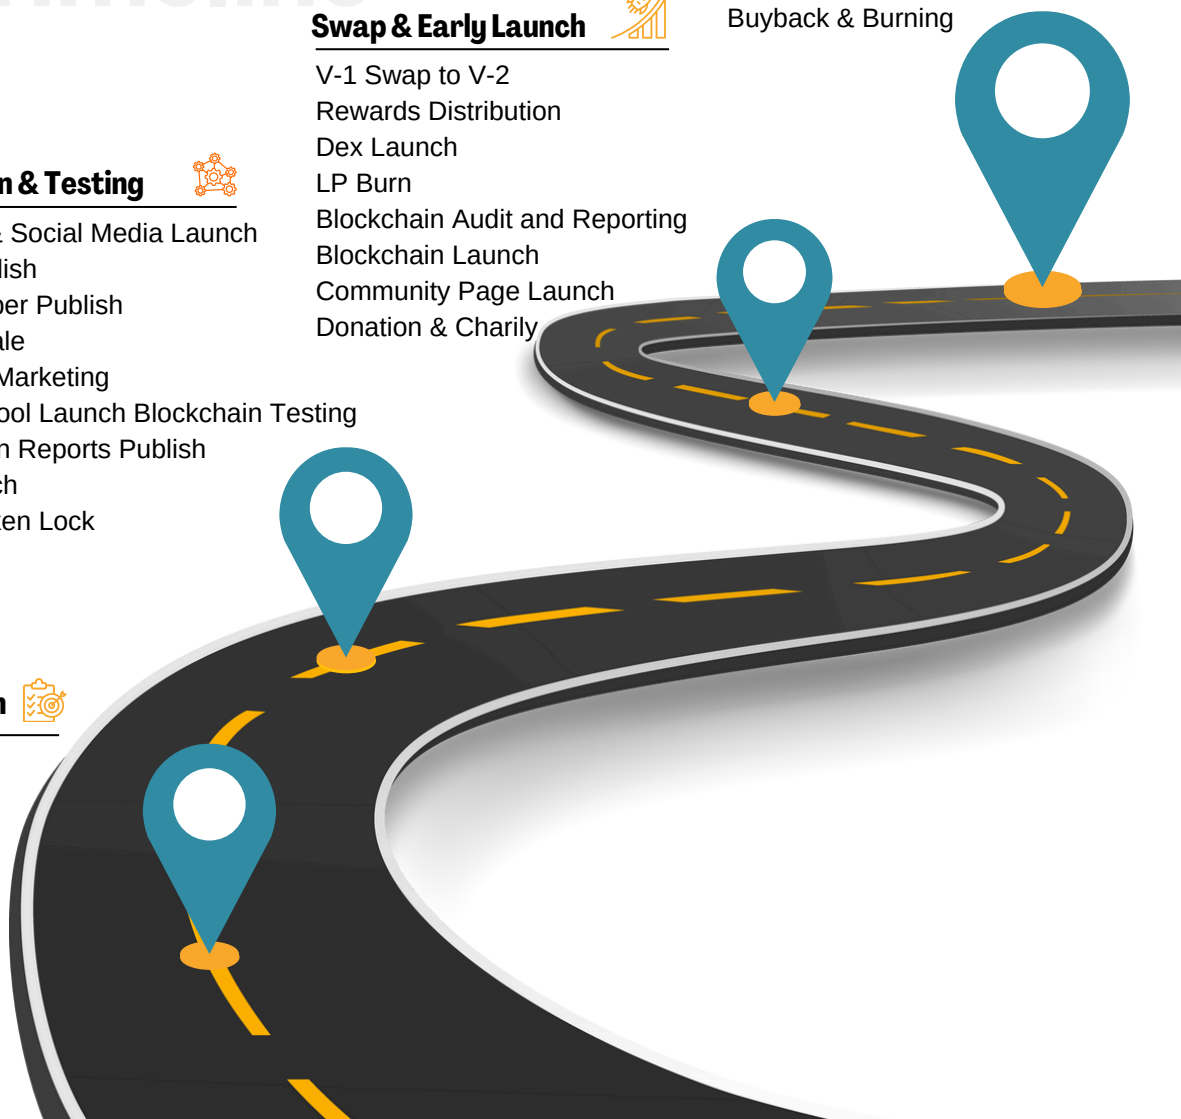 Swap & Early Launch
V-1 Swap to V-2
Rewards Distribution
Dex Launch
LP Burn
Blockchain Audit and Reporting
Blockchain Launch
Community Page Launch
Donation & Charily
Buyback & Burning
n & Testing
& Social Media Launch
lish
per Publish
ale
Marketing
ool Launch Blockchain Testing
n Reports Publish
ch
ken Lock
n